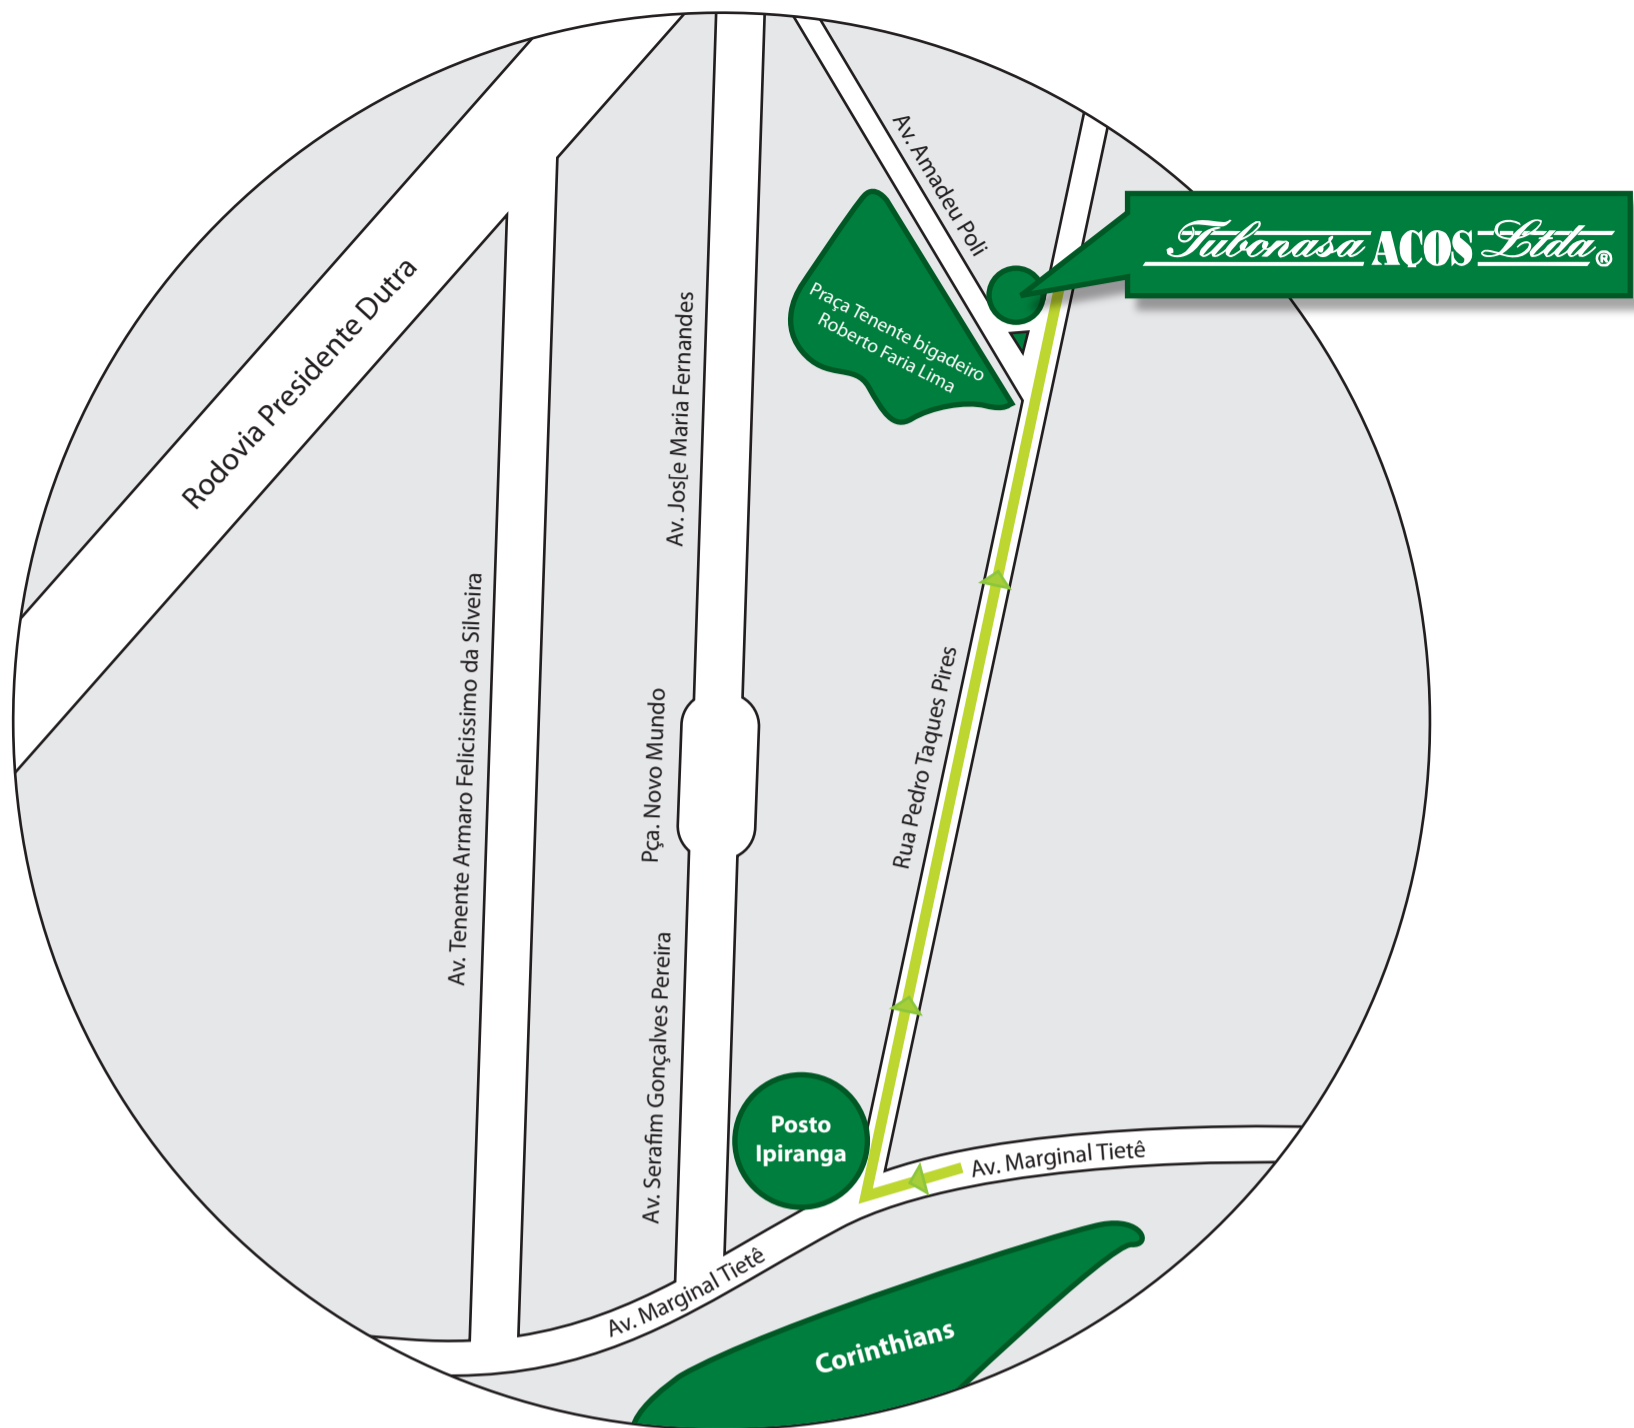 Av. Amadeu Poli
Tubonasa AÇOS Ltda ®
Rodovia Presidente Dutra
Praça Tenente bigadeiro
Roberto Faria Lima
Av. Jos[e Maria Fernandes
Av. Tenente Armaro Felicissimo da Silveira
Pça. Novo Mundo
Rua Pedro Taques Pires
Av. Serafim Gonçalves Pereira
Posto
Ipiranga
Av. Marginal Tietê
Av. Marginal Tietê
Corinthians